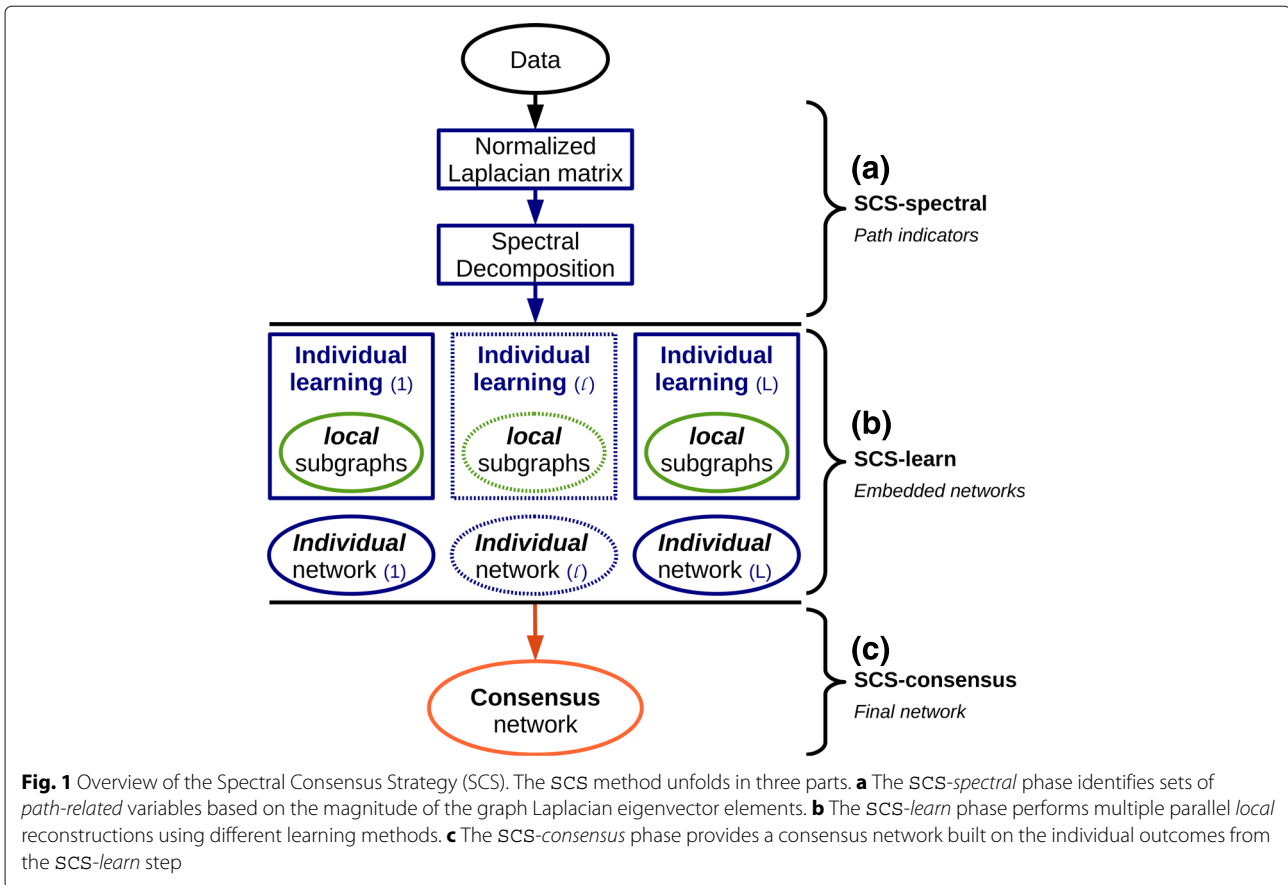 Data
Normalized
Laplacian matrix
Spectral
Decomposition
(a)
SCS-spectral
Path indicators
Individual
learning (1)
local
subgraphs
Individual
learning (ℓ)
local
subgraphs
Individual
learning (L)
local
subgraphs
Individual
network (1)
Individual
network (ℓ)
Individual
network (L)
(b)
SCS-learn
Embedded networks
Consensus
network
(c)
SCS-consensus
Final network
Fig. 1 Overview of the Spectral Consensus Strategy (SCS). The SCS method unfolds in three parts. a The SCS-spectral phase identifies sets of
path-related variables based on the magnitude of the graph Laplacian eigenvector elements. b The SCS-learn phase performs multiple parallel local
reconstructions using different learning methods. c The SCS-consensus phase provides a consensus network built on the individual outcomes from
the SCS-learn step